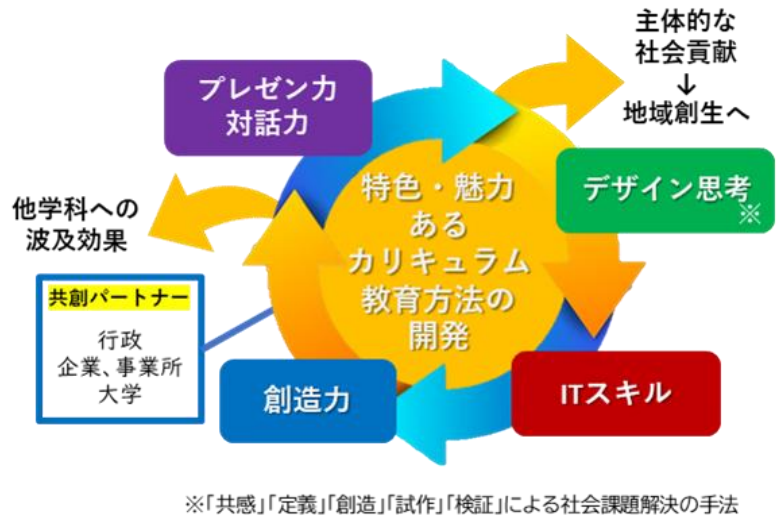 主体的な
社会貢献
↓
地域創生へ
プレゼン力
対話力
デザイン思考
※
特色・魅力
ある
カリキュラム
教育方法の
開発
他学科への
波及効果
共創パートナー
行政
企業、事業所
大学
創造力
ITスキル
※「共感」「定義」「創造」「試作」「検証」による社会課題解決の手法